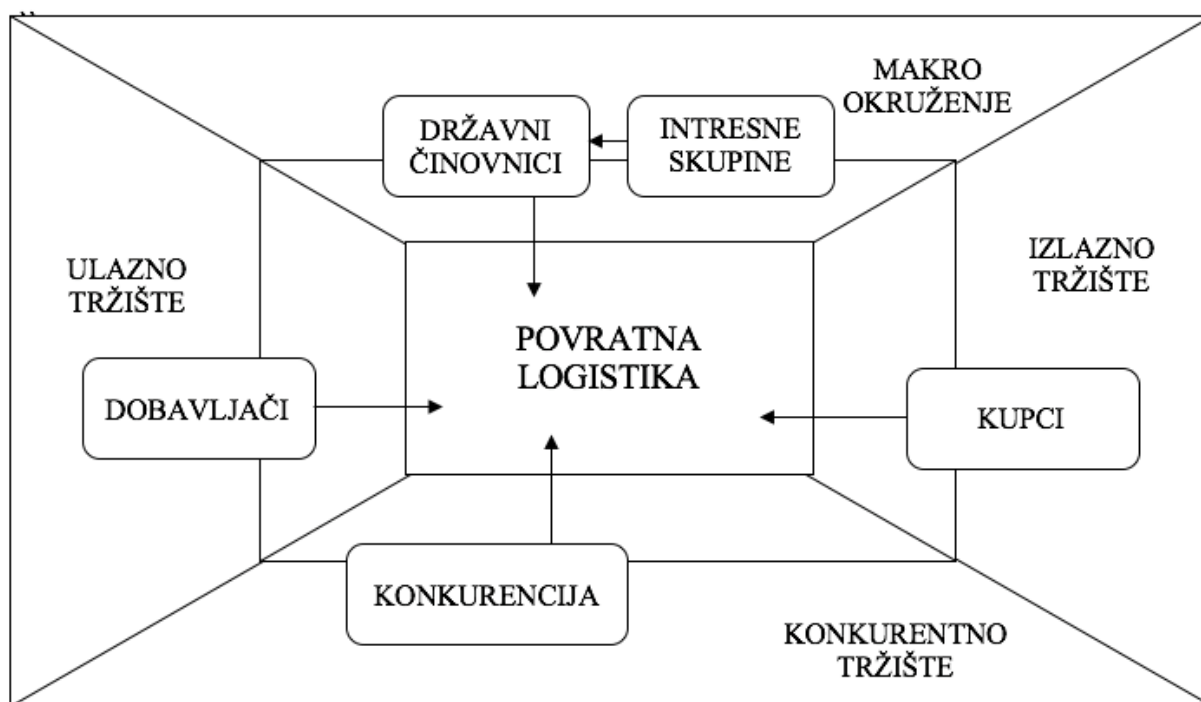 MAKRO
OKRUŽENJE
DRŽAVNI
ČINOVNICI
INTRESNE
SKUPINE
ULAZNO
TRŽIŠTE
IZLAZNO
TRŽIŠTE
POVRATNA
LOGISTIKA
DOBAVLJAČI
KUPCI
KONKURENCIJA
KONKURENTNO
TRŽIŠTE